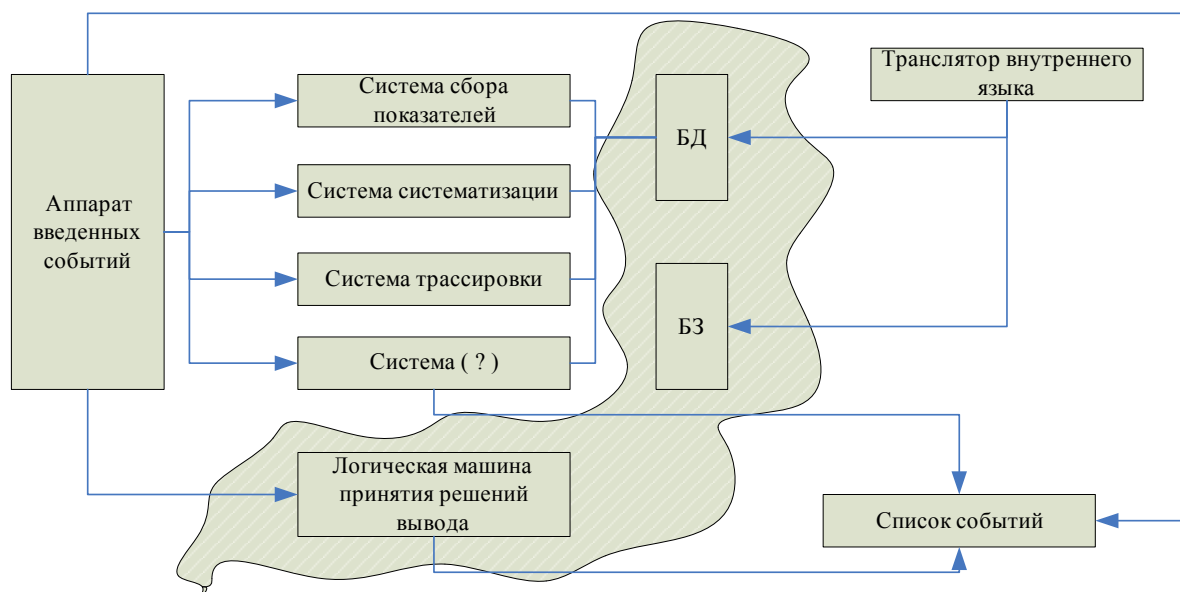 Аппарат
введенных
событий
Система сбора
показателей
Система систематизации
Система трассировки
Система ( ? )
Логическая машина
принятия решений
вывода
БД
БЗ
Транслятор внутреннего
языка
Список событий